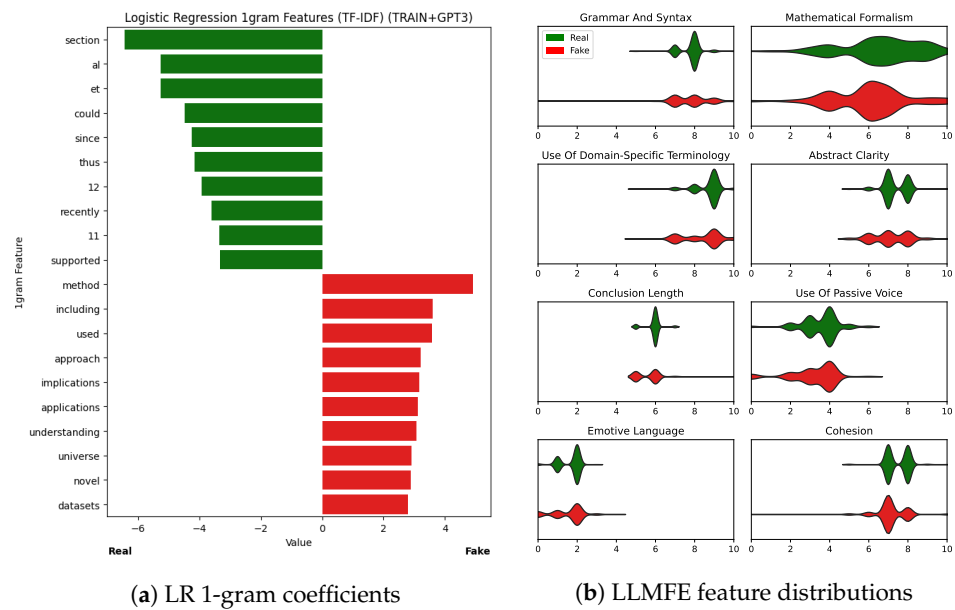 Logistic Regression 1gram Features (TF-IDF) (TRAIN+GPT3)
1gram Feature
section
al
et
could
since
thus
12
recently
11
supported
method
including
used
approach
implications
applications
understanding
universe
novel
datasets
−6 −4 −2 0 2 4
Value
Real Fake
(a) LR 1-gram coefficients
Grammar And Syntax
Real
Fake
0 2 4 6 8 10
Mathematical Formalism
0 2 4 6 8 10
Use Of Domain-Specific Terminology
0 2 4 6 8 10
Abstract Clarity
0 2 4 6 8 10
Conclusion Length
0 2 4 6 8 10
Use Of Passive Voice
0 2 4 6 8 10
Emotive Language
0 2 4 6 8 10
Cohesion
0 2 4 6 8 10
(b) LLMFE feature distributions